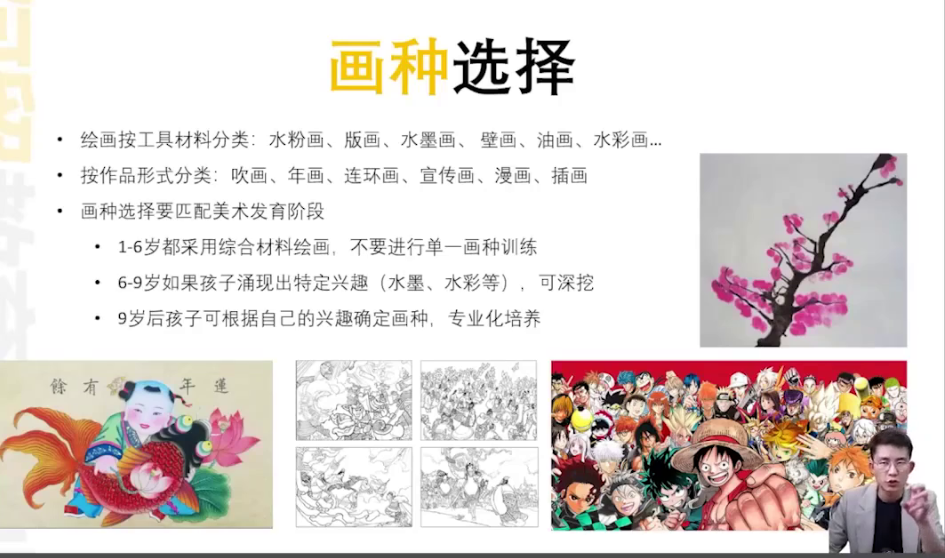 画种选择
• 绘画按工具材料分类：水粉画、版画、水墨画、 壁画、油画、水彩画...
• 按作品形式分类：吹画、年画、连环画、宣传画、漫画、插画
• 画种选择要匹配美术发育阶段
• 1-6岁都采用综合材料绘画，不要进行单一画种训练
• 6-9岁如果孩子涌现出特定兴趣（水墨、水彩等），可深挖
• 9岁后孩子可根据自己的兴趣确定画种，专业化培养
餘有年蓮